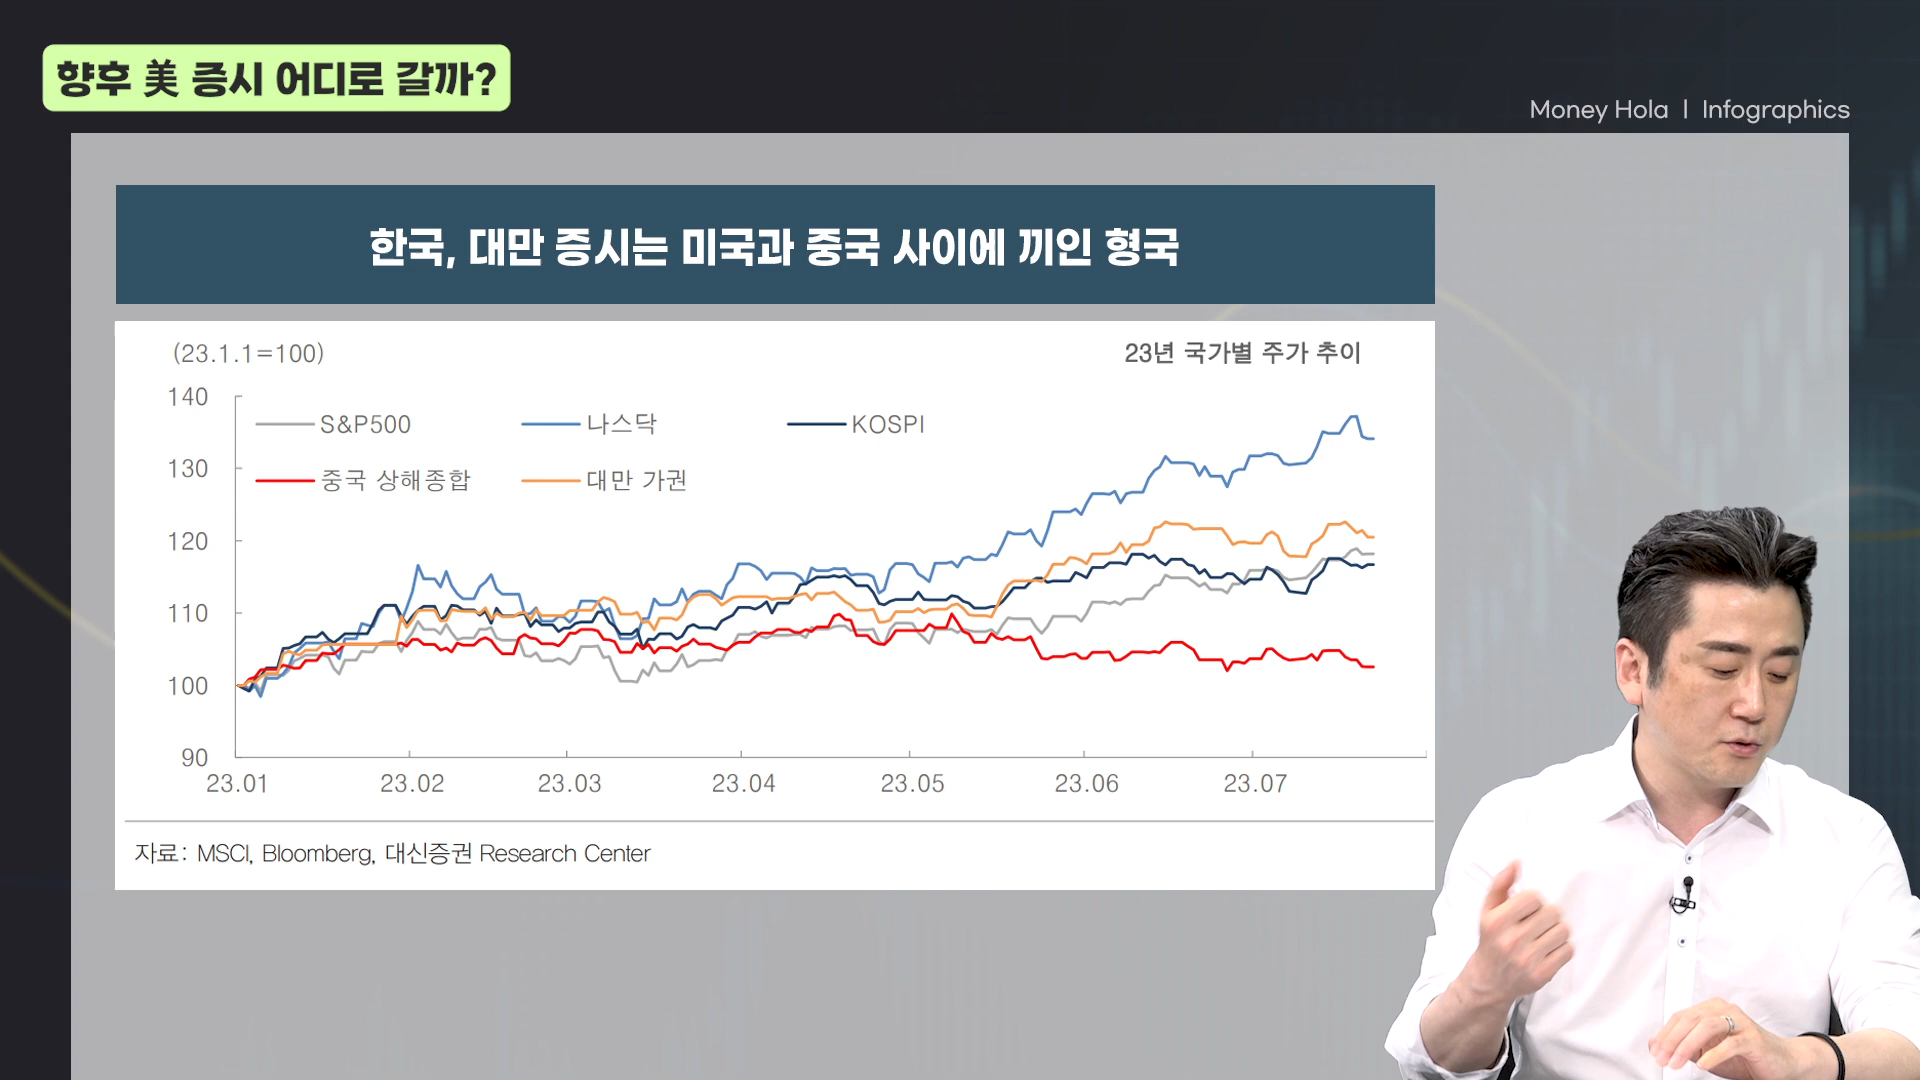 향후 美 증시 어디로 갈까?
Money Hola | Infographics
한국, 대만 증시는 미국과 중국 사이에 끼인 형국
(23.1.1=100)
23년 국가별 주가 추이
140
130
120
110
100
90
S&P500
나스닥
KOSPI
중국 상해종합
대만 가권
23.01
23.02
23.03
23.04
23.05
23.06
23.07
자료: MSCI, Bloomberg, 대신증권 Research Center